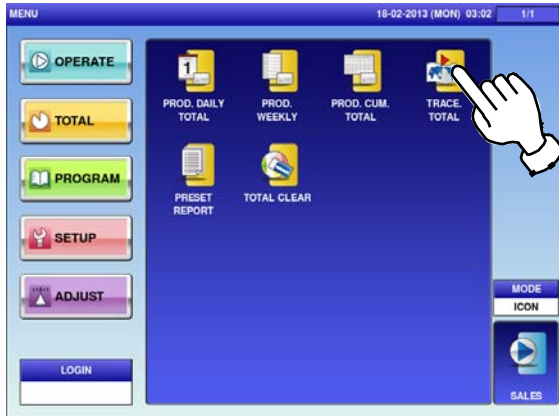 MENU
18-02-2013 (MON) 03:02
1/1
OPERATE
TOTAL
PROGRAM
SETUP
ADJUST
LOGIN
1
PROD. DAILY
TOTAL
PROD.
WEEKLY
PROD. CUM.
TOTAL
TRACE.
TOTAL
PRESET
REPORT
TOTAL CLEAR
MODE
ICON
SALES